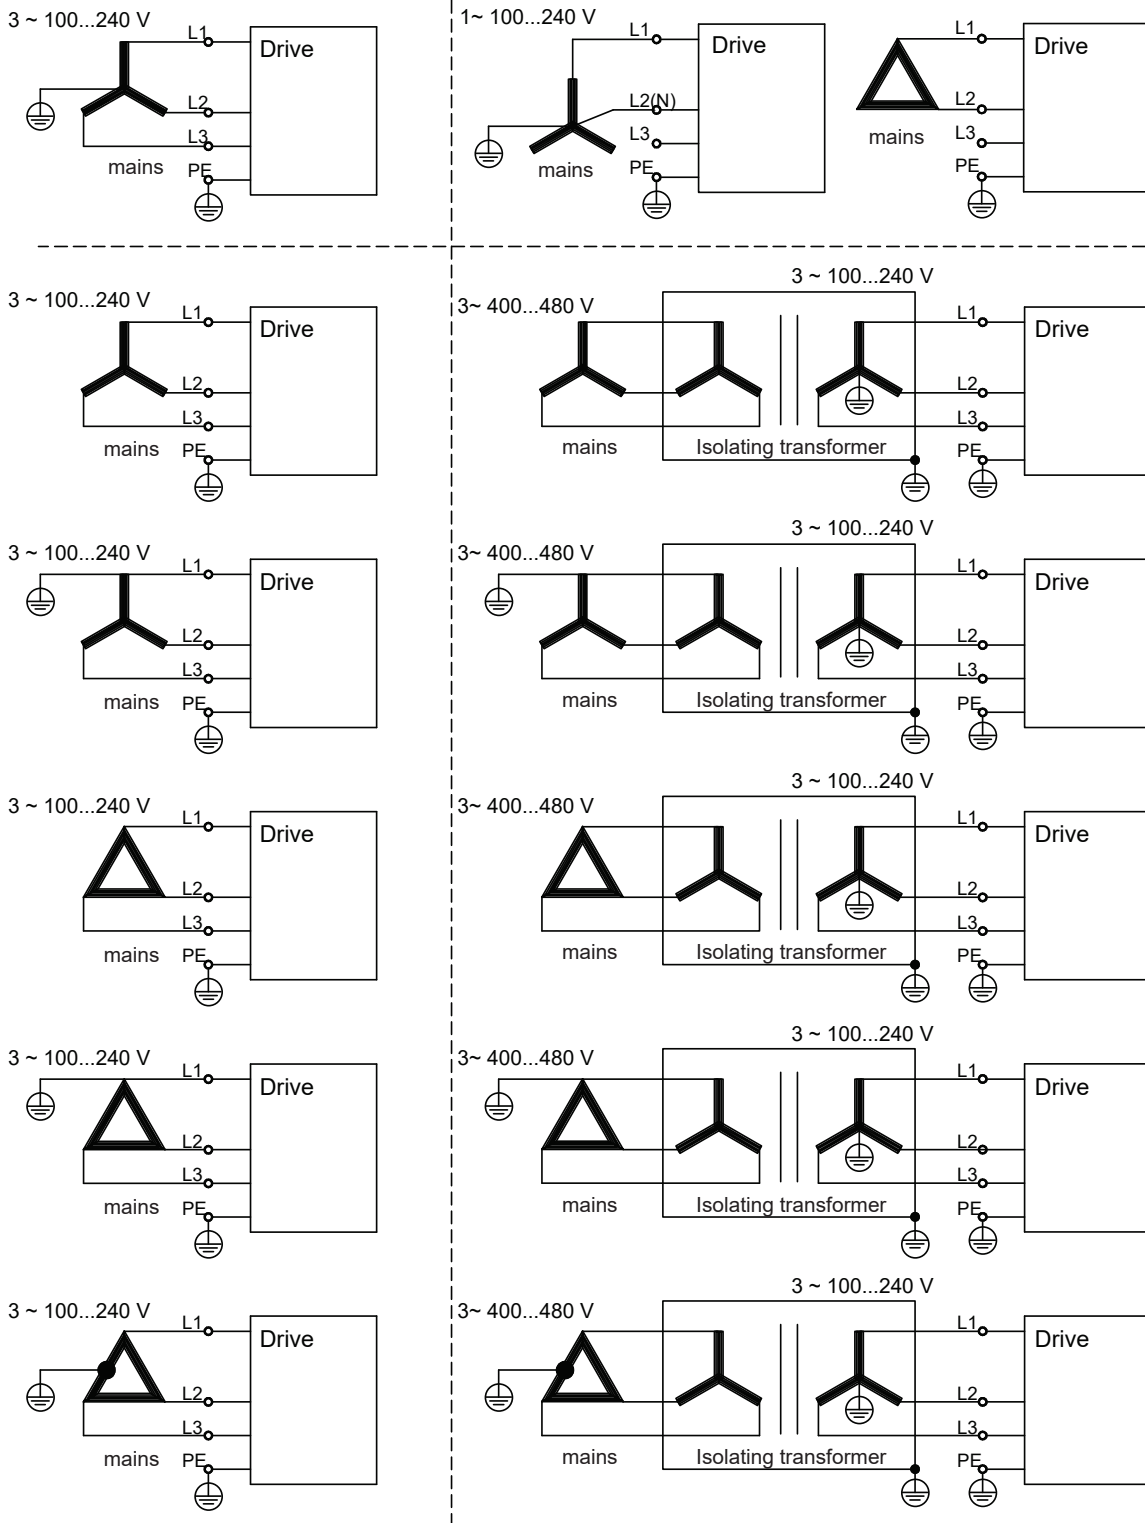 3 ~ 100...240 V
L1
Drive
L2
L3
mains
PE
1~ 100...240 V
L1
Drive
L2(N)
L3
mains
PE
L1
Drive
L2
mains
L3
PE
3 ~ 100...240 V
L1
Drive
L2
L3
mains
PE
3 ~ 100...240 V
3~ 400...480 V
L1
Drive
L2
L3
mains
Isolating transformer
PE
3 ~ 100...240 V
L1
Drive
L2
L3
mains
PE
3 ~ 100...240 V
3~ 400...480 V
L1
Drive
L2
L3
mains
Isolating transformer
PE
3 ~ 100...240 V
L1
Drive
L2
L3
mains
PE
3 ~ 100...240 V
3~ 400...480 V
L1
Drive
L2
L3
mains
Isolating transformer
PE
3 ~ 100...240 V
L1
Drive
L2
L3
mains
PE
3 ~ 100...240 V
3~ 400...480 V
L1
Drive
L2
L3
mains
Isolating transformer
PE
3 ~ 100...240 V
L1
Drive
L2
L3
mains
PE
3 ~ 100...240 V
3~ 400...480 V
L1
Drive
L2
L3
mains
Isolating transformer
PE